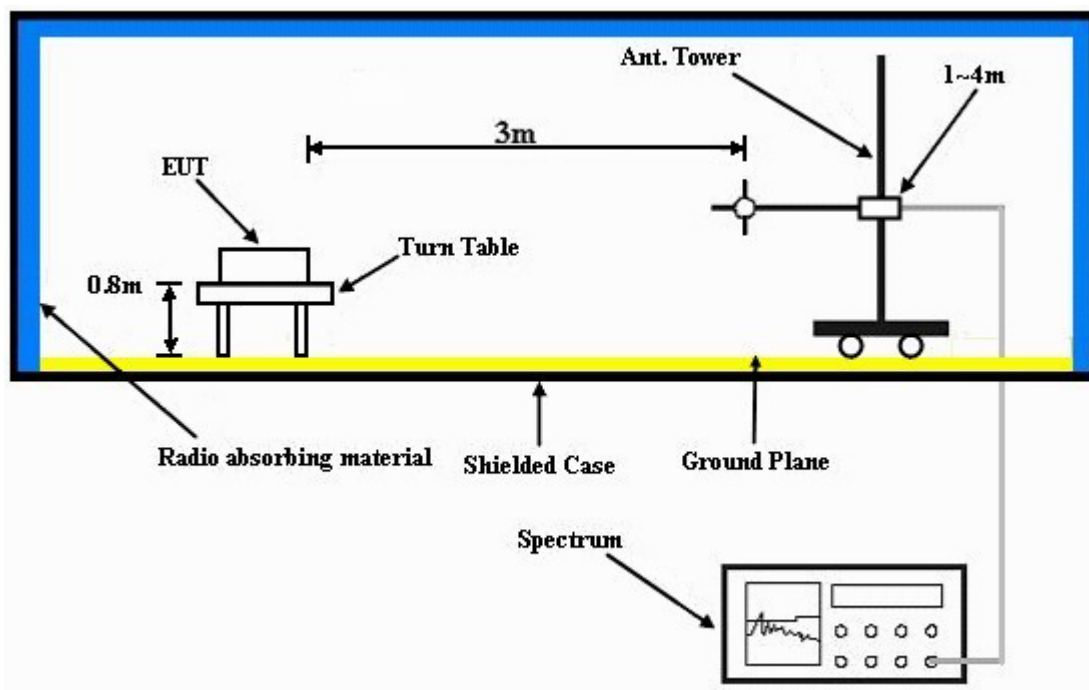 Ant. Tower
1~4m
3m
EUT
Turn Table
0.8m
Radio absorbing material
Shielded Case
Ground Plane
Spectrum